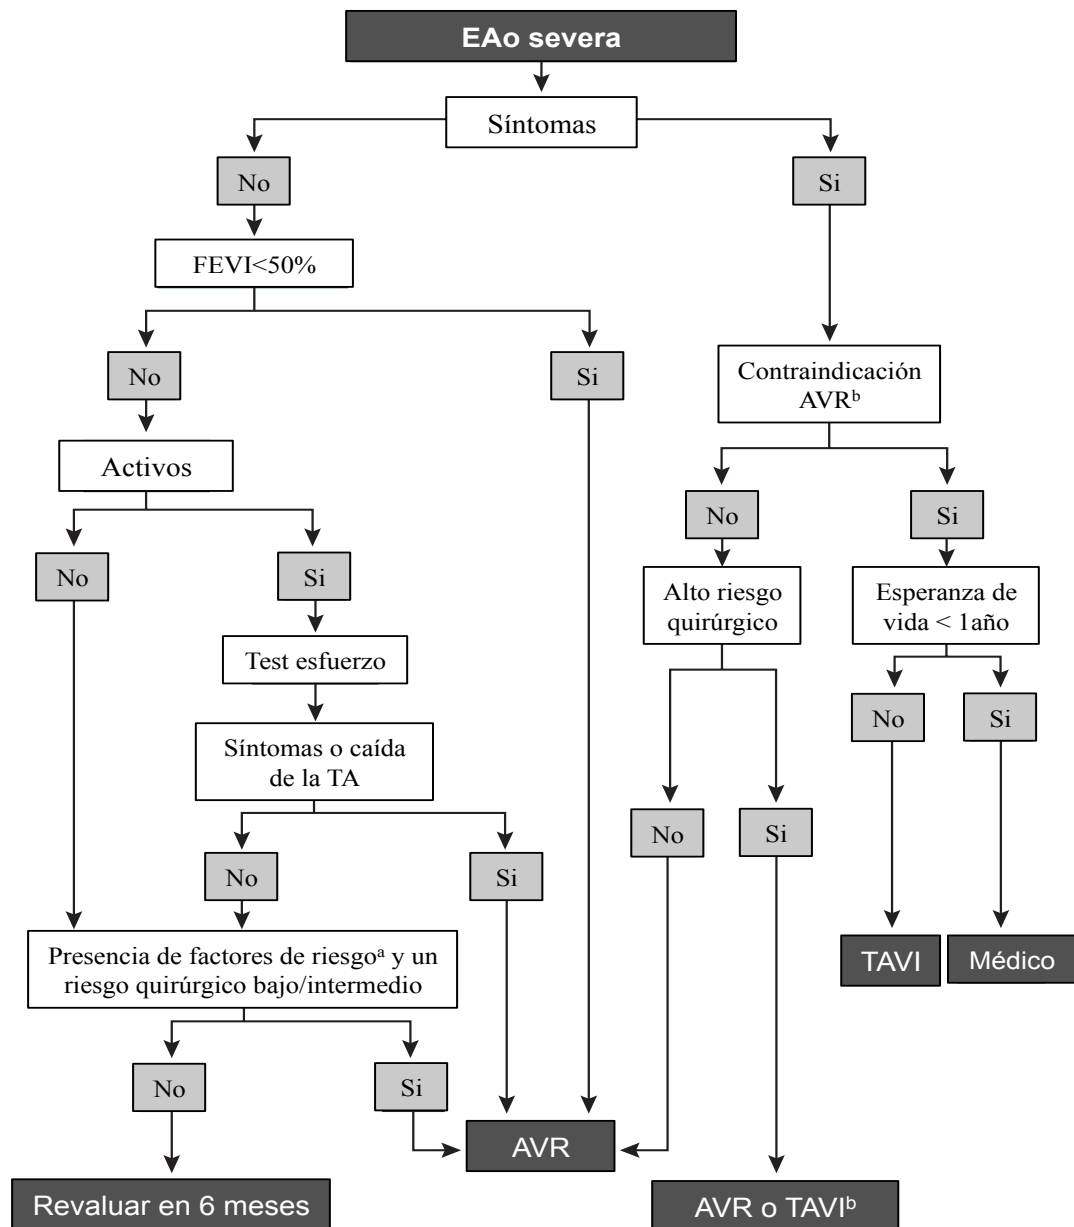 EAo severa
Síntomas
No
Si
FEVI<50%
No
Si
Contraindicación
AVRᵇ
Activos
No
Si
No
Si
Test esfuerzo
Alto riesgo
quirúrgico
Esperanza de
vida < 1año
Síntomas o caída
de la TA
No
Si
No
Si
No
Si
Presencia de factores de riesgoᵃ y un
riesgo quirúrgico bajo/intermedio
TAVI
Médico
No
Si
AVR
Revaluar en 6 meses
AVR o TAVIᵇ